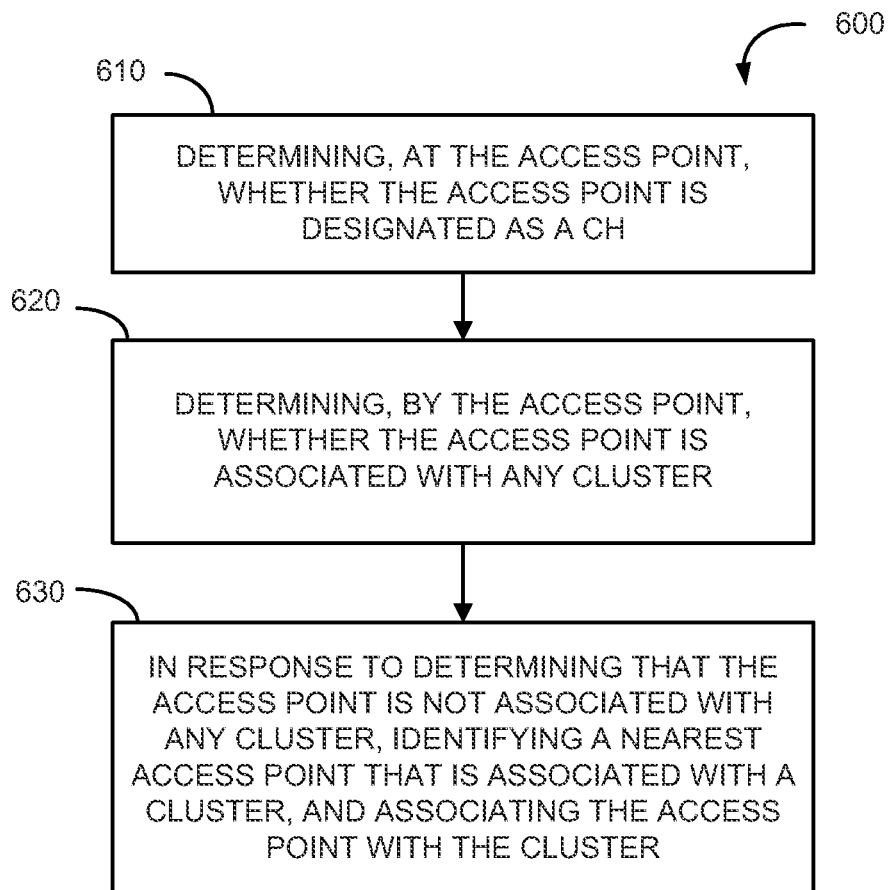 600
610
DETERMINING, AT THE ACCESS POINT,
WHETHER THE ACCESS POINT IS
DESIGNATED AS A CH
620
DETERMINING, BY THE ACCESS POINT,
WHETHER THE ACCESS POINT IS
ASSOCIATED WITH ANY CLUSTER
630
IN RESPONSE TO DETERMINING THAT THE
ACCESS POINT IS NOT ASSOCIATED WITH
ANY CLUSTER, IDENTIFYING A NEAREST
ACCESS POINT THAT IS ASSOCIATED WITH A
CLUSTER, AND ASSOCIATING THE ACCESS
POINT WITH THE CLUSTER